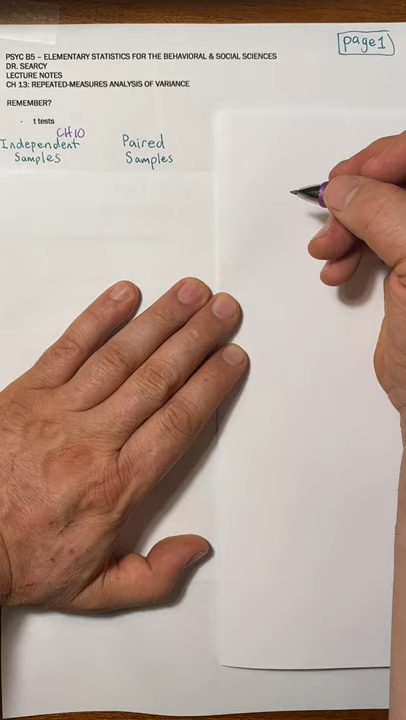 page 1
PSYC B5 – ELEMENTARY STATISTICS FOR THE BEHAVIORAL & SOCIAL SCIENCES
DR. SEARCY
LECTURE NOTES
CH 13: REPEATED-MEASURES ANALYSIS OF VARIANCE
REMEMBER?
- t tests
CH 10
Independent Samples
Paired Samples